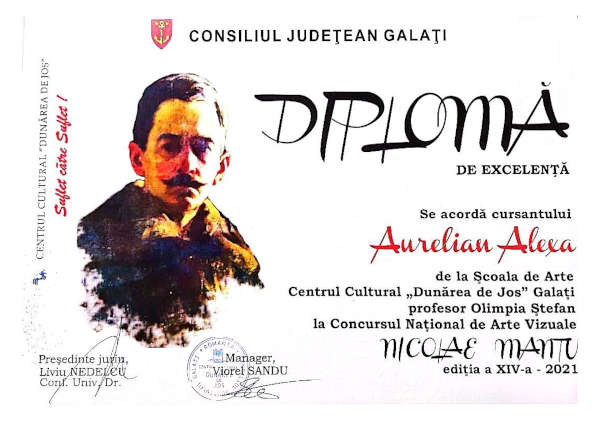 CONSILIUL JUDEŢEAN GALAŢI
CENTRUL CULTURAL "DUNĂREA DE JOS"
Suflet către Suflet !
DIPLOMĂ
DE EXCELENŢĂ
Se acordă cursantului
Aurelian Alexa
de la Şcoala de Arte
Centrul Cultural „Dunărea de Jos” Galaţi
profesor Olimpia Ştefan
la Concursul Naţional de Arte Vizuale
NICOLAE MANTU
ediţia a XIV-a - 2021
Preşedinte juriu,
Liviu NEDELCU
Conf. Univ. Dr.
Manager,
Viorel SANDU